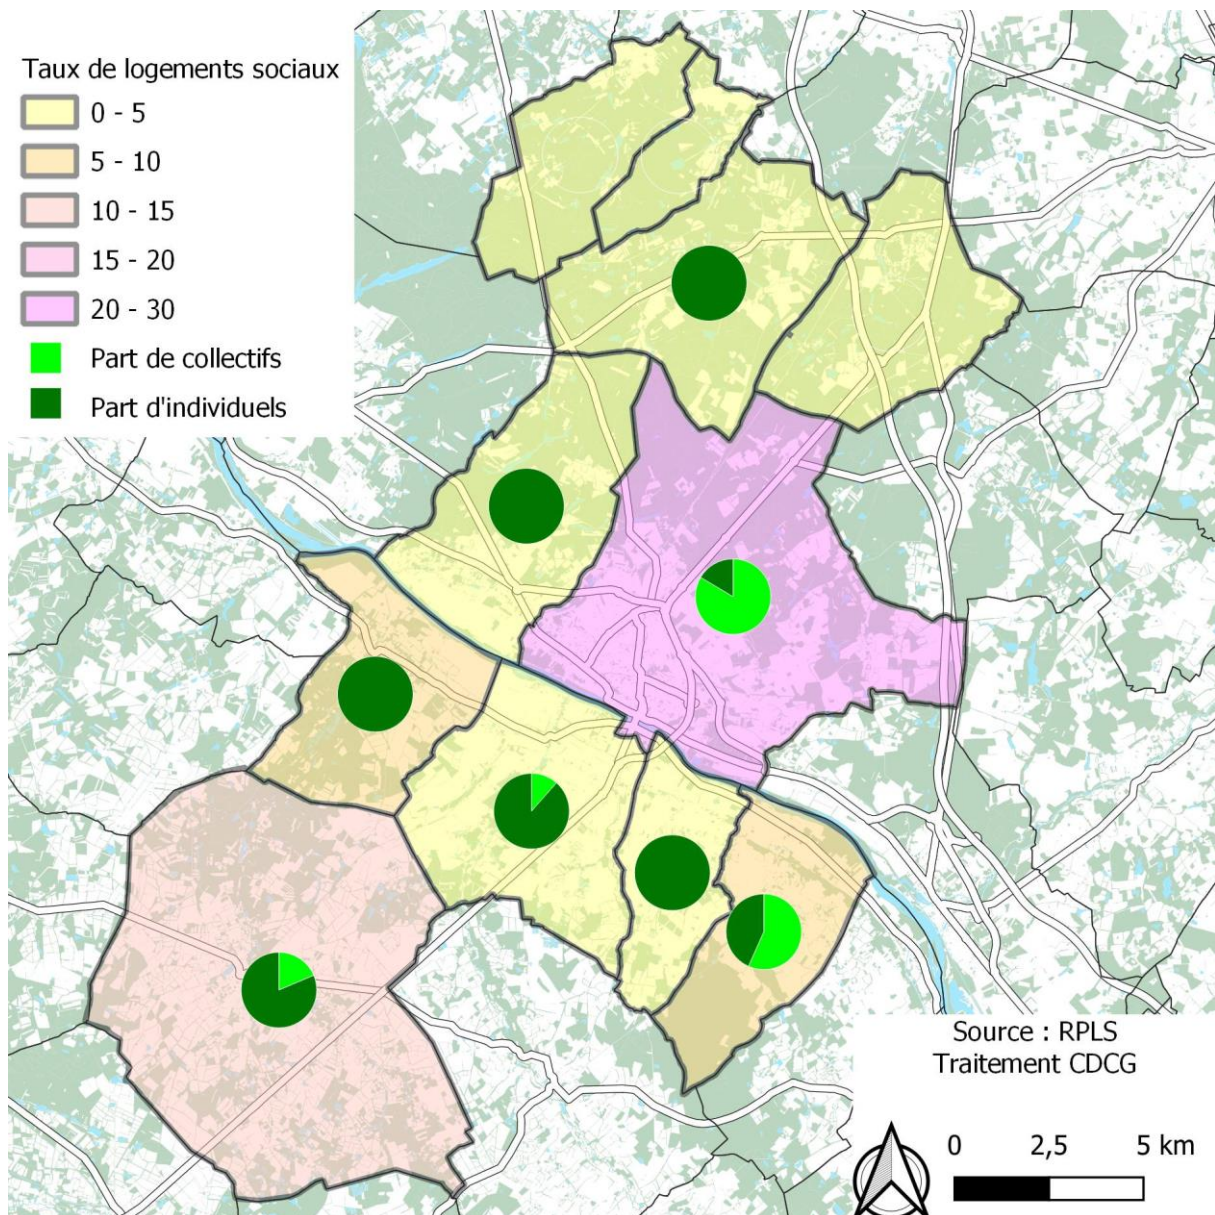 Taux de logements sociaux
0 - 5
5 - 10
10 - 15
15 - 20
20 - 30
Part de collectifs
Part d'individuels
Source : RPLS
Traitement CDCG
0 2,5 5 km